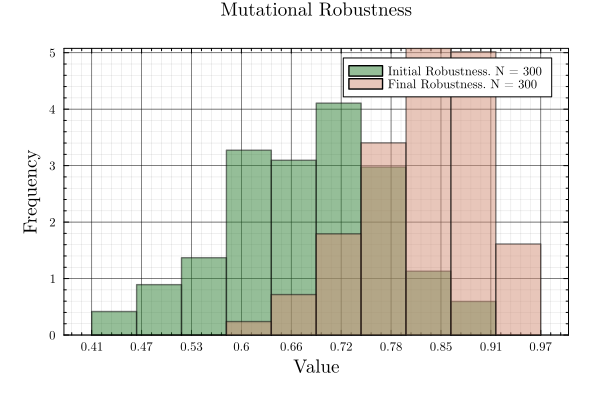 Mutational Robustness
Initial Robustness. N = 300
Final Robustness. N = 300
Frequency
5
4
3
2
1
0
0.41 0.47 0.53 0.6 0.66 0.72 0.78 0.85 0.91 0.97
Value